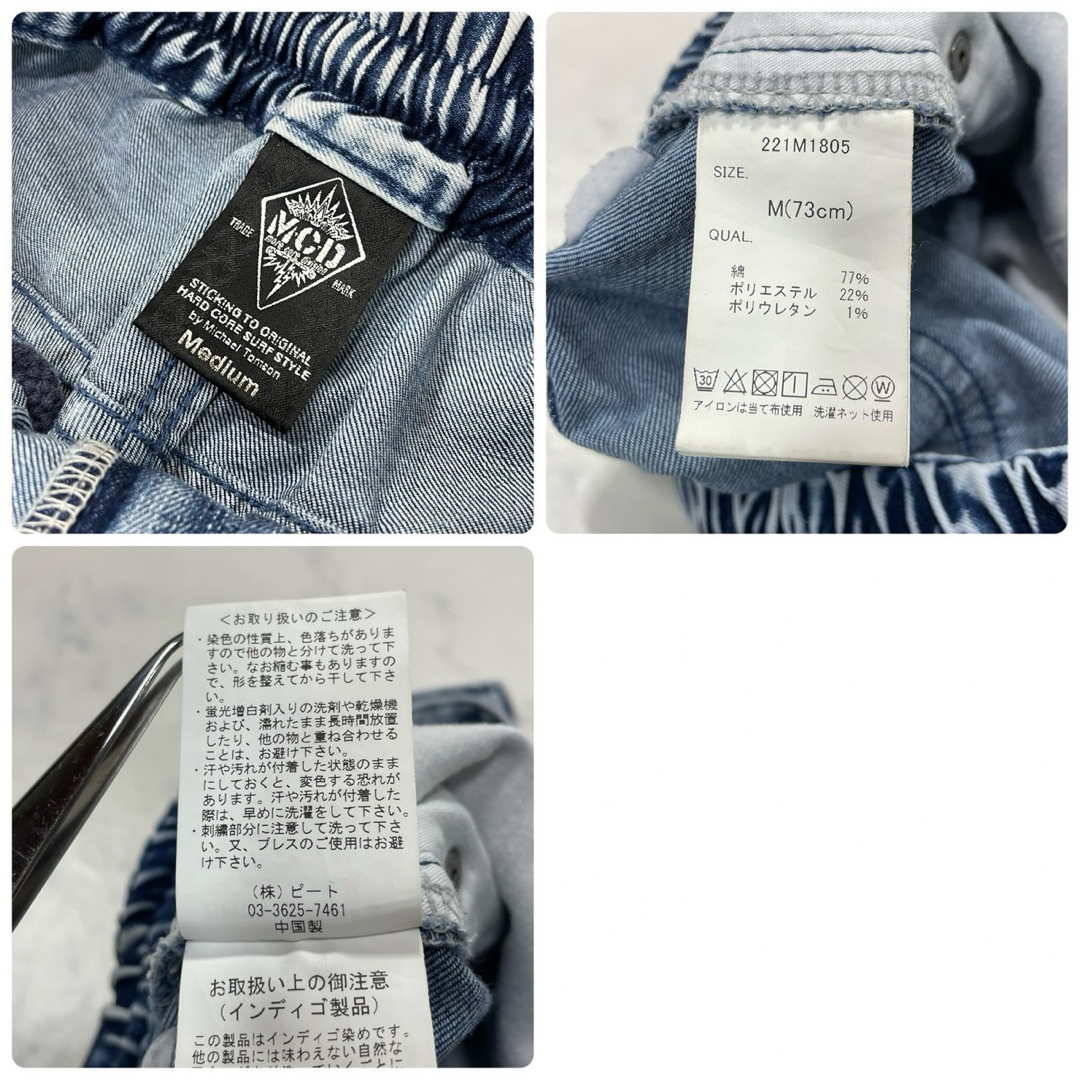 TRADE
MCD
MARK
STICKING TO ORIGINAL
HARD CORE SURF STYLE
by Michael Tomson
Medium
221M1805
SIZE.
M(73cm)
QUAL.
綿 77%
ポリエステル 22%
ポリウレタン 1%
30
W
アイロンは当て布使用 洗濯ネット使用
<お取り扱いのご注意>
・染色の性質上、色落ちがありま
すので他の物と分けて洗って下
さい。なお縮む事もありますの
で、形を整えてから干して下さ
い。
・蛍光増白剤入りの洗剤や乾燥機
および、濡れたまま長時間放置
したり、他の物と重ね合わせる
ことは、お避け下さい。
・汗や汚れが付着した状態のまま
にしておくと、変色する恐れが
あります。汗や汚れが付着した
際は、早めに洗濯をして下さい。
・刺繍部分に注意して洗って下さ
い。又、プレスのご使用はお避
け下さい。
(株)ピート
03-3625-7461
中国製
お取扱い上の御注意
(インディゴ製品)
この製品はインディゴ染めです。
他の製品には味わえない自然な